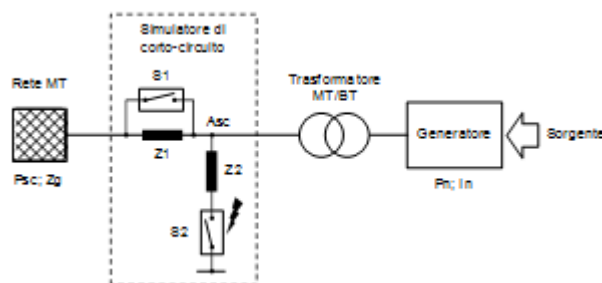 Simulatore di
corto-circuito
S1
Rete MT
Asc
Trasformatore
MT/BT
Generatore
Sorgente
Z1
Psc; Zg
Z2
Pn; In
S2